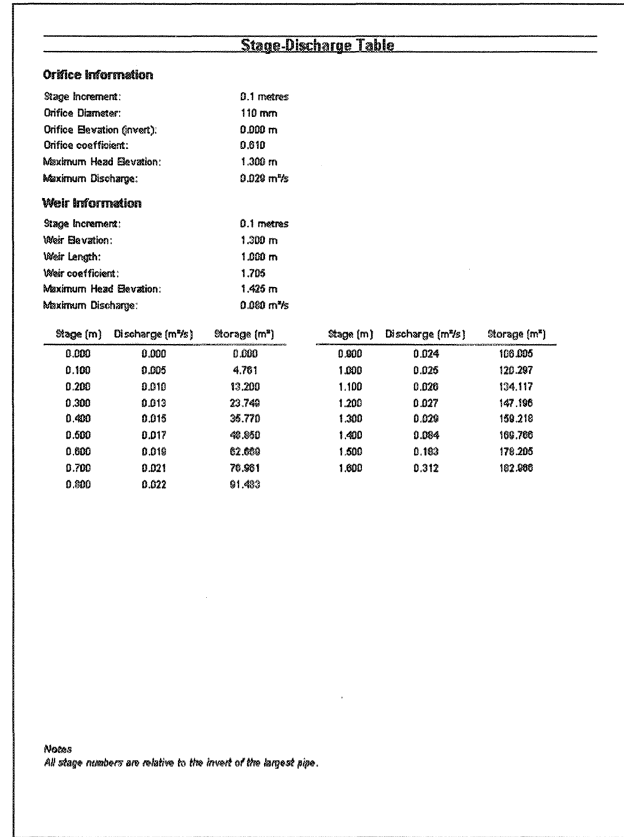 Stage-Discharge Table
Orifice Information
Stage Increment: 0.1 metres
Orifice Diameter: 110 mm
Orifice Elevation (invert): 0.000 m
Orifice coefficient: 0.610
Maximum Head Elevation: 1.300 m
Maximum Discharge: 0.029 m³/s
Weir Information
Stage Increment: 0.1 metres
Weir Elevation: 1.300 m
Weir Length: 1.000 m
Weir coefficient: 1.705
Maximum Head Elevation: 1.425 m
Maximum Discharge: 0.080 m³/s
Stage (m) Discharge (m³/s) Storage (m³) Stage (m) Discharge (m³/s) Storage (m³)
0.000 0.000 0.000 0.900 0.024 106.005
0.100 0.005 4.761 1.000 0.025 120.297
0.200 0.010 13.200 1.100 0.026 134.117
0.300 0.013 23.749 1.200 0.027 147.196
0.400 0.015 35.770 1.300 0.029 159.218
0.500 0.017 48.850 1.400 0.084 169.766
0.600 0.019 62.669 1.500 0.183 178.205
0.700 0.021 76.961 1.600 0.312 182.966
0.800 0.022 91.483
Notes
All stage numbers are relative to the invert of the largest pipe.